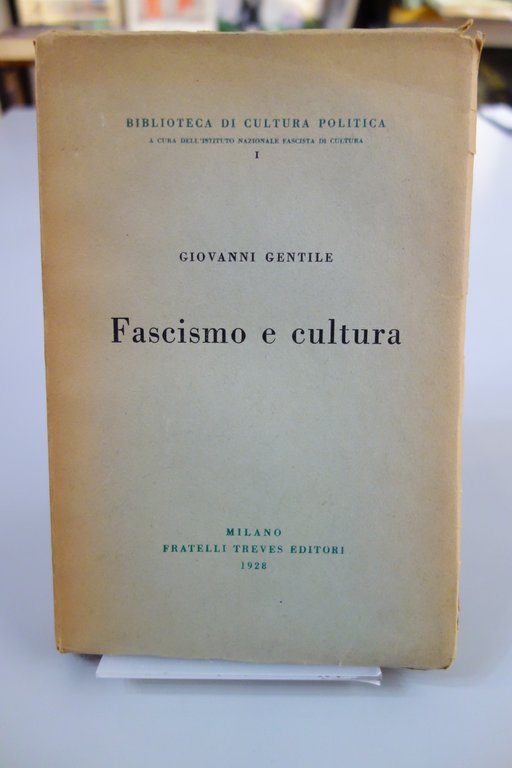 BIBLIOTECA DI CULTURA POLITICA
A CURA DELL'ISTITUTO NAZIONALE FASCISTA DI CULTURA
I
GIOVANNI GENTILE
Fascismo e cultura
MILANO
FRATELLI TREVES EDITORI
1928